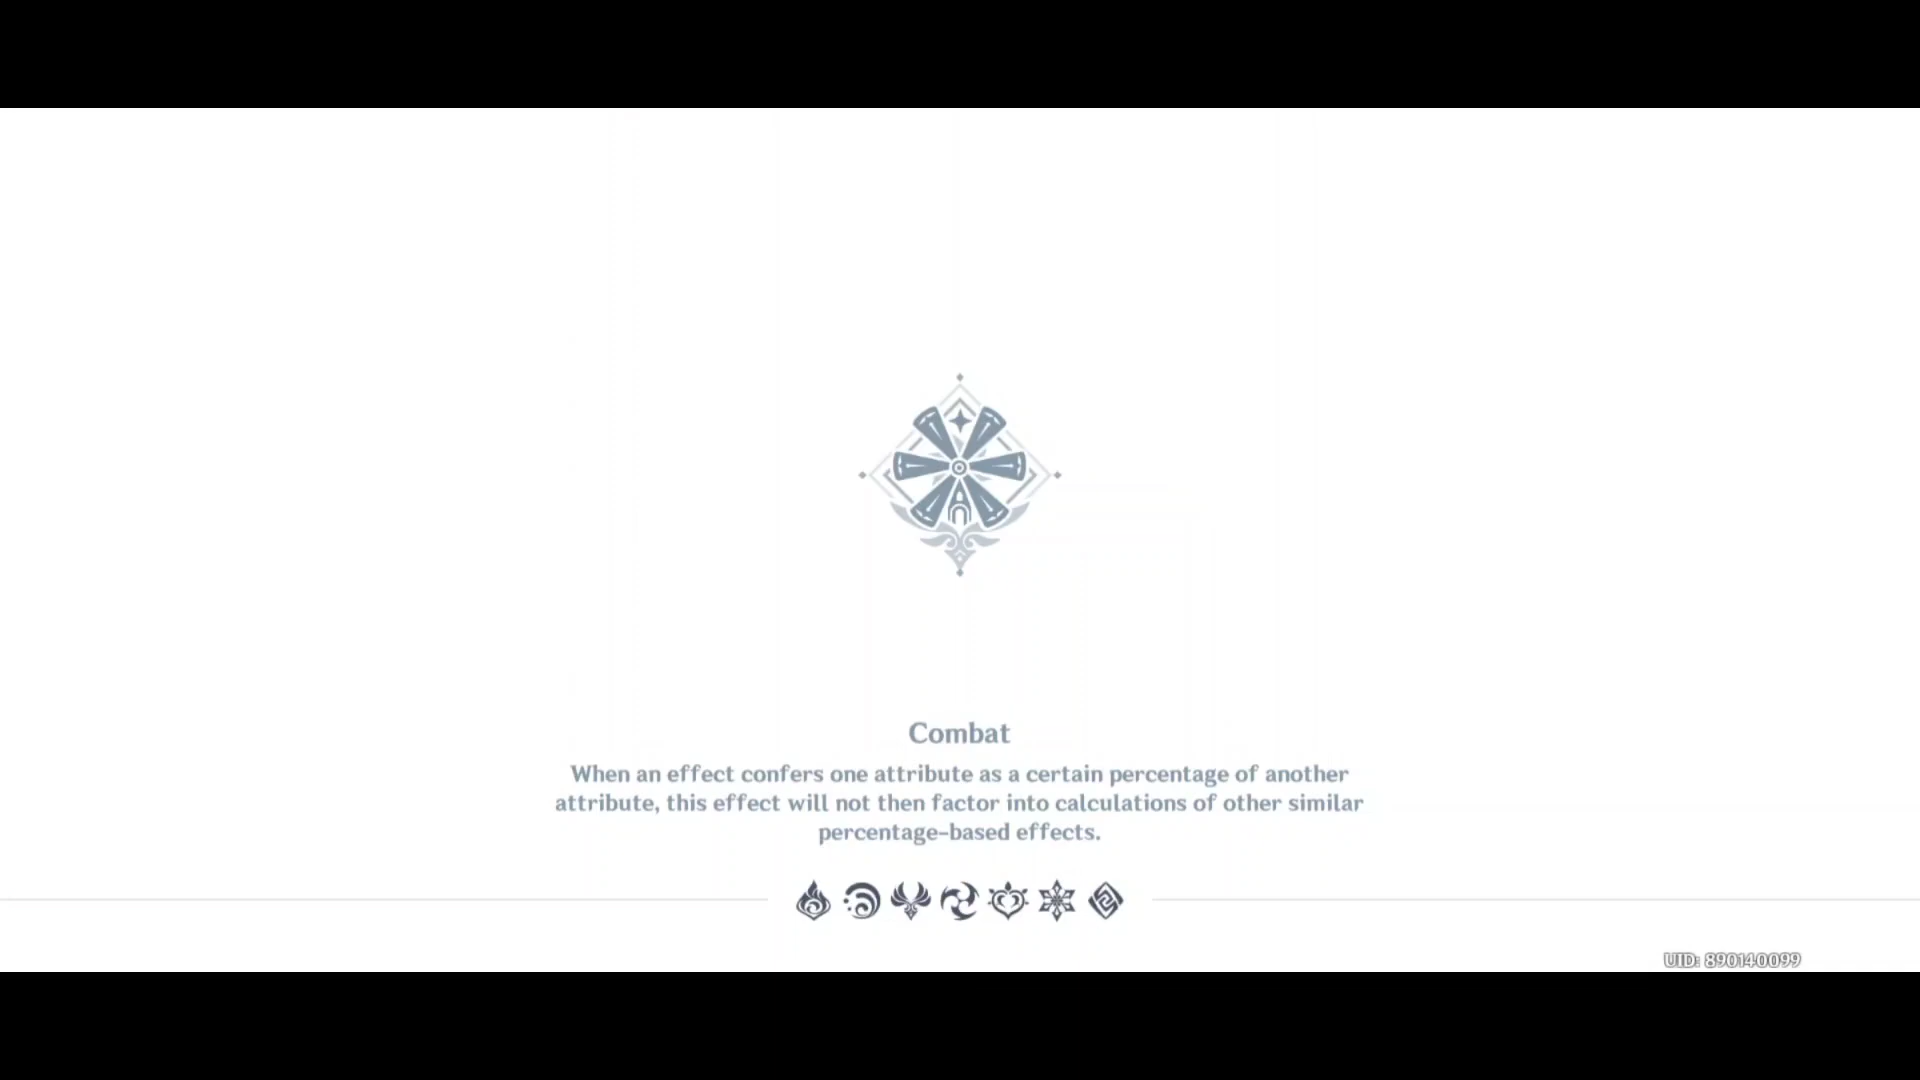 Combat
When an effect confers one attribute as a certain percentage of another
attribute, this effect will not then factor into calculations of other similar
percentage-based effects.
UID: 890140099